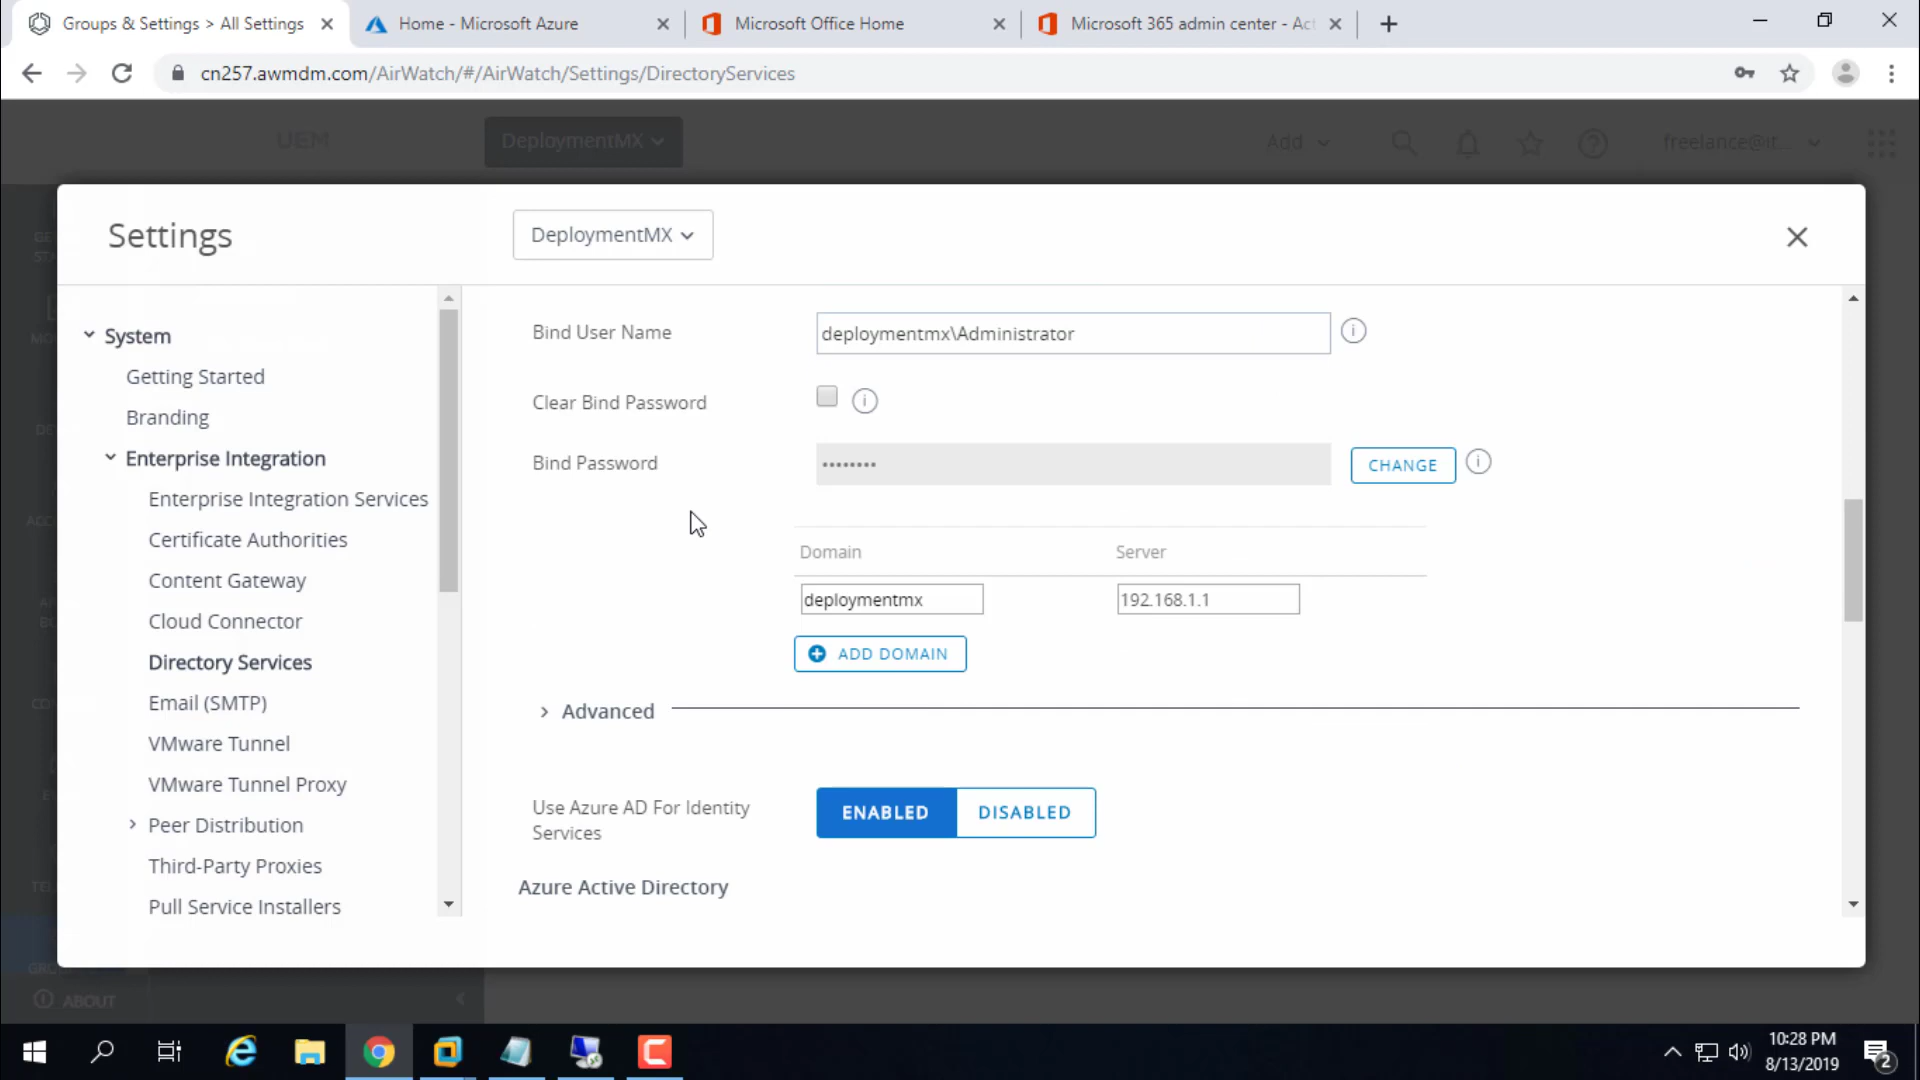 Groups & Settings > All Settings
Home - Microsoft Azure
Microsoft Office Home
Microsoft 365 admin center - Act
cn257.awmdm.com/AirWatch/#/AirWatch/Settings/DirectoryServices
UEM
DeploymentMX
Add
freelance@it...
Settings
DeploymentMX
System
Getting Started
Branding
Enterprise Integration
Enterprise Integration Services
Certificate Authorities
Content Gateway
Cloud Connector
Directory Services
Email (SMTP)
VMware Tunnel
VMware Tunnel Proxy
Peer Distribution
Third-Party Proxies
Pull Service Installers
Bind User Name
deploymentmx\Administrator
Clear Bind Password
Bind Password
••••••••
CHANGE
Domain
Server
deploymentmx
192.168.1.1
ADD DOMAIN
Advanced
Use Azure AD For Identity
Services
ENABLED
DISABLED
Azure Active Directory
ABOUT
10:28 PM
8/13/2019
2